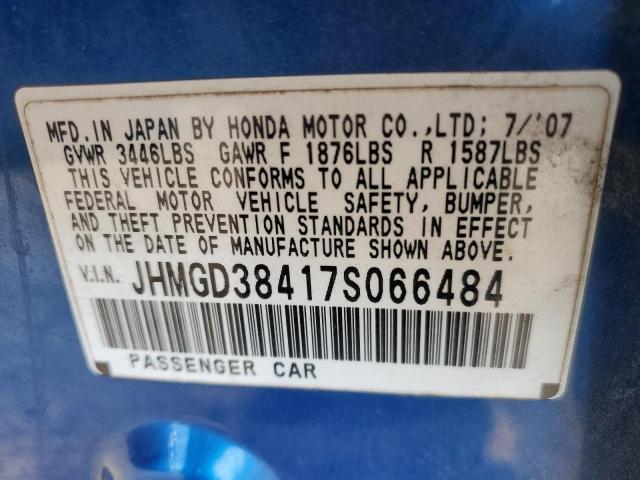 MFD.IN JAPAN BY HONDA MOTOR CO.,LTD; 7/'07
GVWR 3446LBS GAWR F 1876LBS R 1587LBS
THIS VEHICLE CONFORMS TO ALL APPLICABLE
FEDERAL MOTOR VEHICLE SAFETY, BUMPER,
AND THEFT PREVENTION STANDARDS IN EFFECT
ON THE DATE OF MANUFACTURE SHOWN ABOVE.
V.I.N. JHMGD38417S066484
PASSENGER CAR